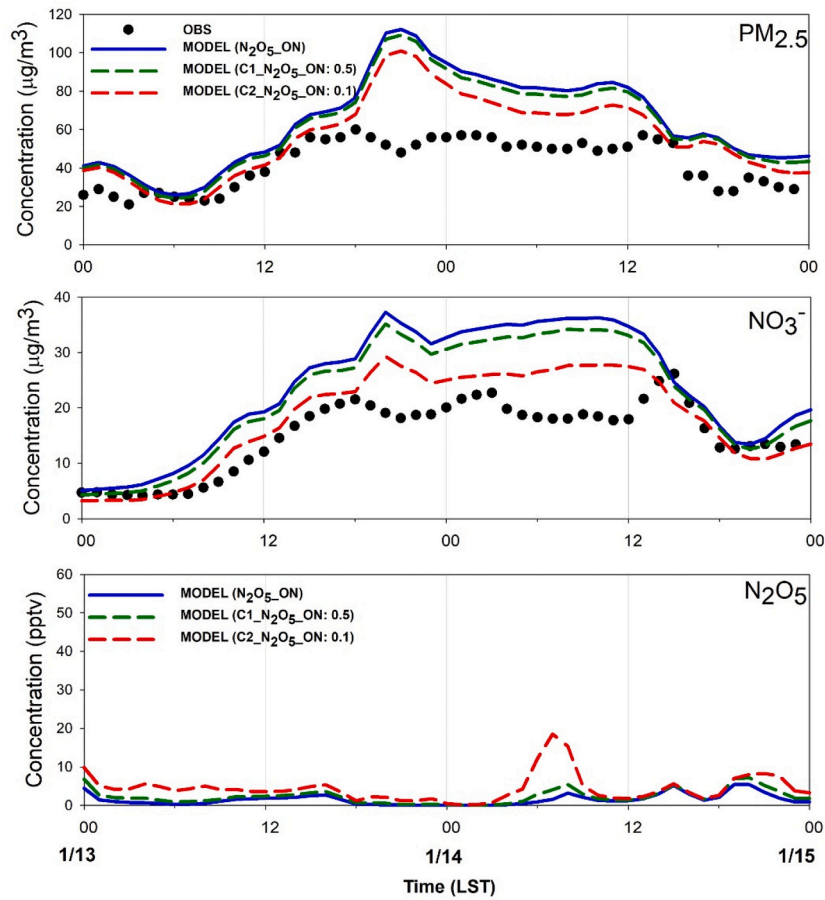 120
100
80
60
40
20
0
Concentration (μg/m3)
OBS
MODEL (N₂O₅_ON)
MODEL (C1_N₂O₅_ON: 0.5)
MODEL (C2_N₂O₅_ON: 0.1)
PM₂.₅
00 12 00 12 00
40
30
20
10
0
Concentration (μg/m3)
NO₃⁻
00 12 00 12 00
60
50
40
30
20
10
0
Concentration (pptv)
MODEL (N₂O₅_ON)
MODEL (C1_N₂O₅_ON: 0.5)
MODEL (C2_N₂O₅_ON: 0.1)
N₂O₅
00 12 00 12 00
1/13 1/14 1/15
Time (LST)